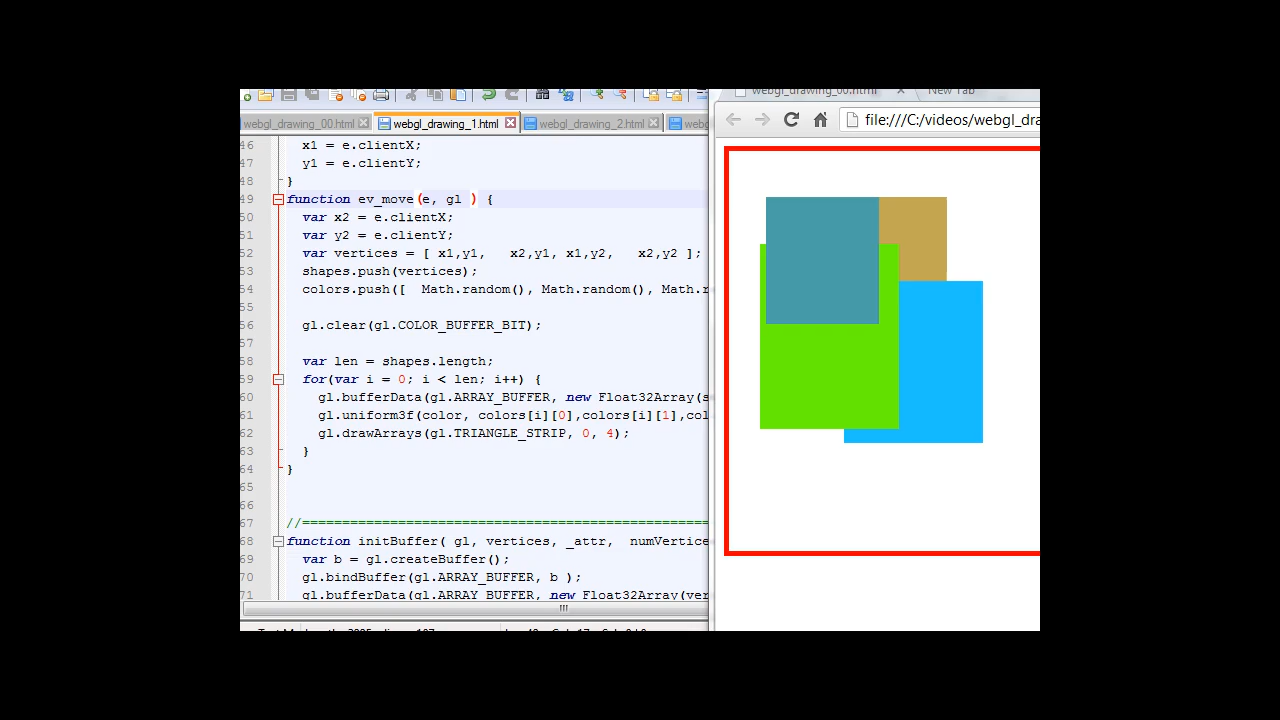 webgl_drawing_00.html
webgl_drawing_1.html
webgl_drawing_2.html
46 x1 = e.clientX;
47 y1 = e.clientY;
48 }
49 function ev_move(e, gl ) {
50 var x2 = e.clientX;
51 var y2 = e.clientY;
52 var vertices = [ x1,y1, x2,y1, x1,y2, x2,y2 ];
53 shapes.push(vertices);
54 colors.push([ Math.random(), Math.random(), Math.r
55
56 gl.clear(gl.COLOR_BUFFER_BIT);
57
58 var len = shapes.length;
59 for(var i = 0; i < len; i++) {
60 gl.bufferData(gl.ARRAY_BUFFER, new Float32Array(s
61 gl.uniform3f(color, colors[i][0],colors[i][1],col
62 gl.drawArrays(gl.TRIANGLE_STRIP, 0, 4);
63 }
64 }
65
66
67 //===================================================
68 function initBuffer( gl, vertices, _attr, numVertice
69 var b = gl.createBuffer();
70 gl.bindBuffer(gl.ARRAY_BUFFER, b );
71 gl.bufferData(gl.ARRAY_BUFFER, new Float32Array(ver
webgl_drawing_00.html
New Tab
file:///C:/videos/webgl_dra